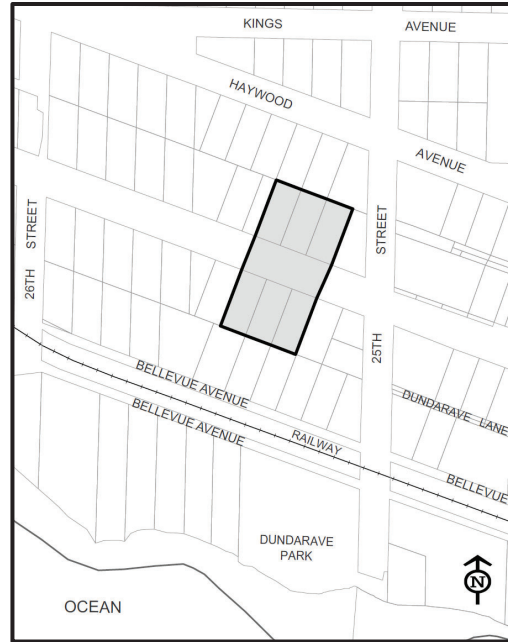 KINGS AVENUE
HAYWOOD AVENUE
26TH STREET
25TH STREET
BELLEVUE AVENUE
BELLEVUE AVENUE
RAILWAY
DUNDARAVE LANE
BELLEVUE
DUNDARAVE
PARK
OCEAN
N